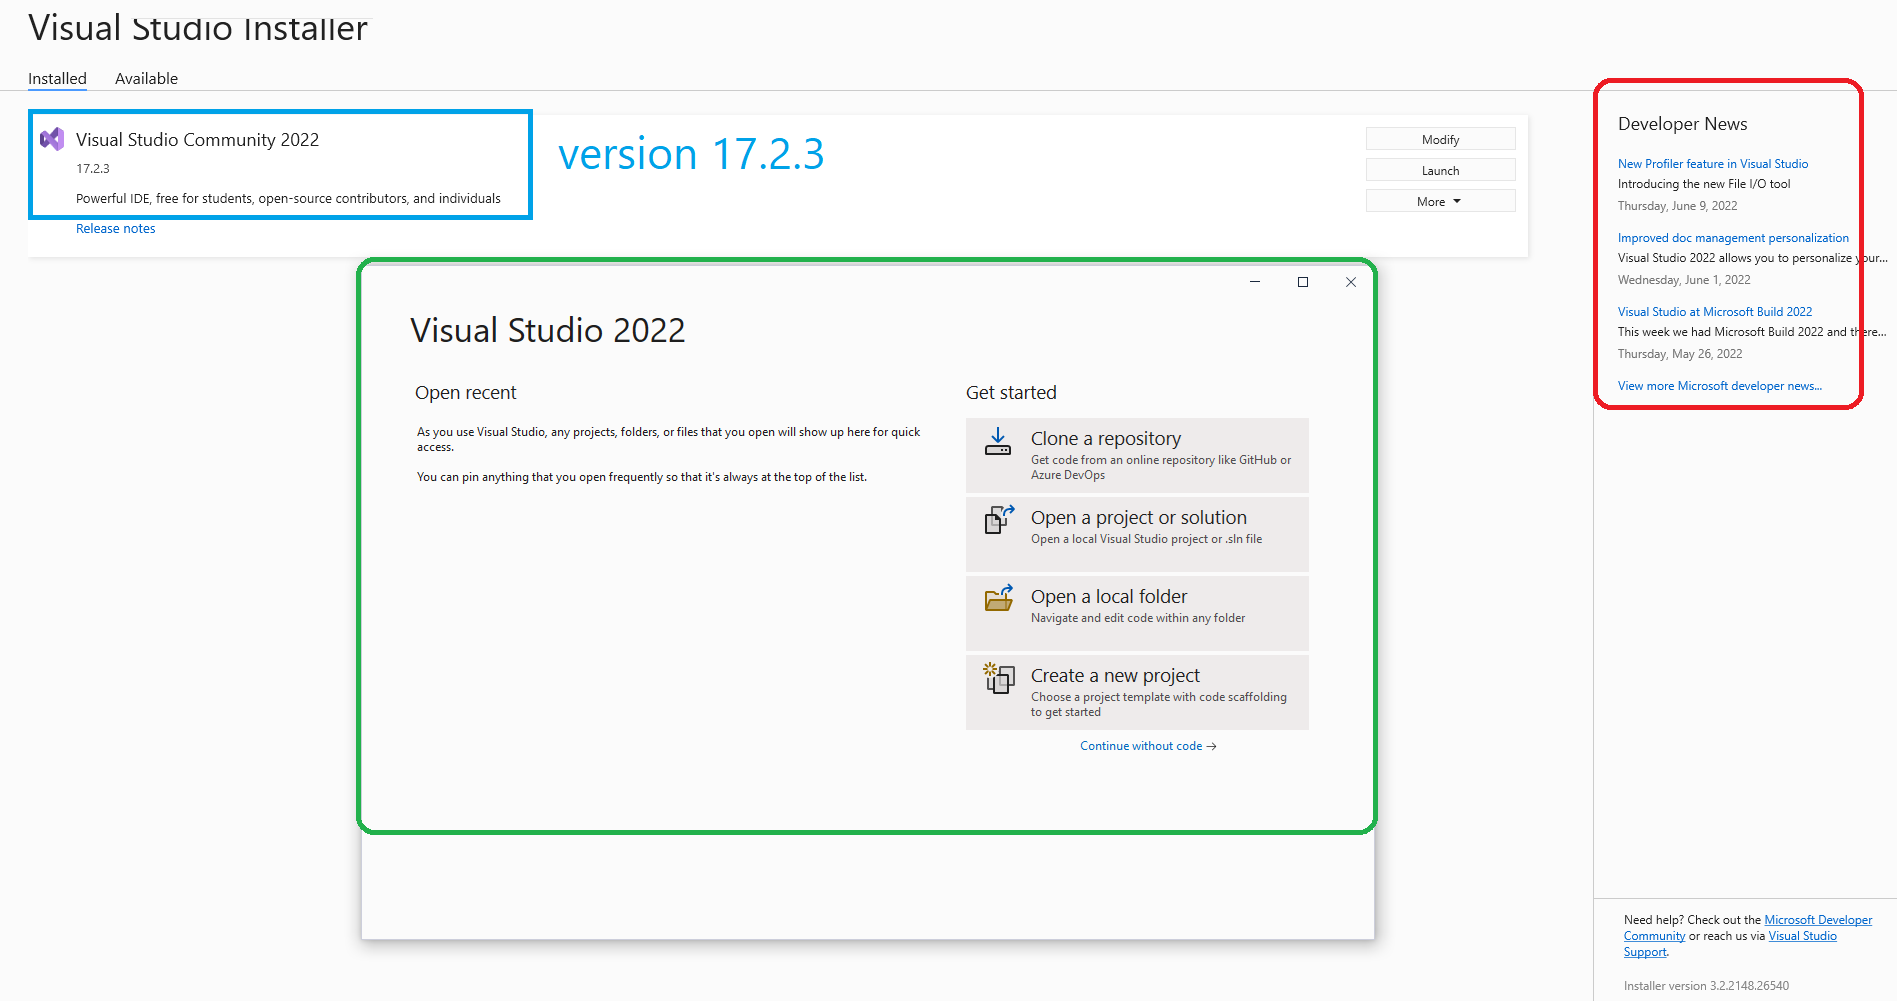 Visual Studio Installer
Installed
Available
Visual Studio Community 2022
17.2.3
Powerful IDE, free for students, open-source contributors, and individuals
Release notes
version 17.2.3
Modify
Launch
More
Developer News
New Profiler feature in Visual Studio
Introducing the new File I/O tool
Thursday, June 9, 2022
Improved doc management personalization
Visual Studio 2022 allows you to personalize your...
Wednesday, June 1, 2022
Visual Studio at Microsoft Build 2022
This week we had Microsoft Build 2022 and there...
Thursday, May 26, 2022
View more Microsoft developer news...
Visual Studio 2022
Open recent
As you use Visual Studio, any projects, folders, or files that you open will show up here for quick
access.
You can pin anything that you open frequently so that it's always at the top of the list.
Get started
Clone a repository
Get code from an online repository like GitHub or
Azure DevOps
Open a project or solution
Open a local Visual Studio project or .sln file
Open a local folder
Navigate and edit code within any folder
Create a new project
Choose a project template with code scaffolding
to get started
Continue without code →
Need help? Check out the Microsoft Developer
Community or reach us via Visual Studio
Support.
Installer version 3.2.2148.26540